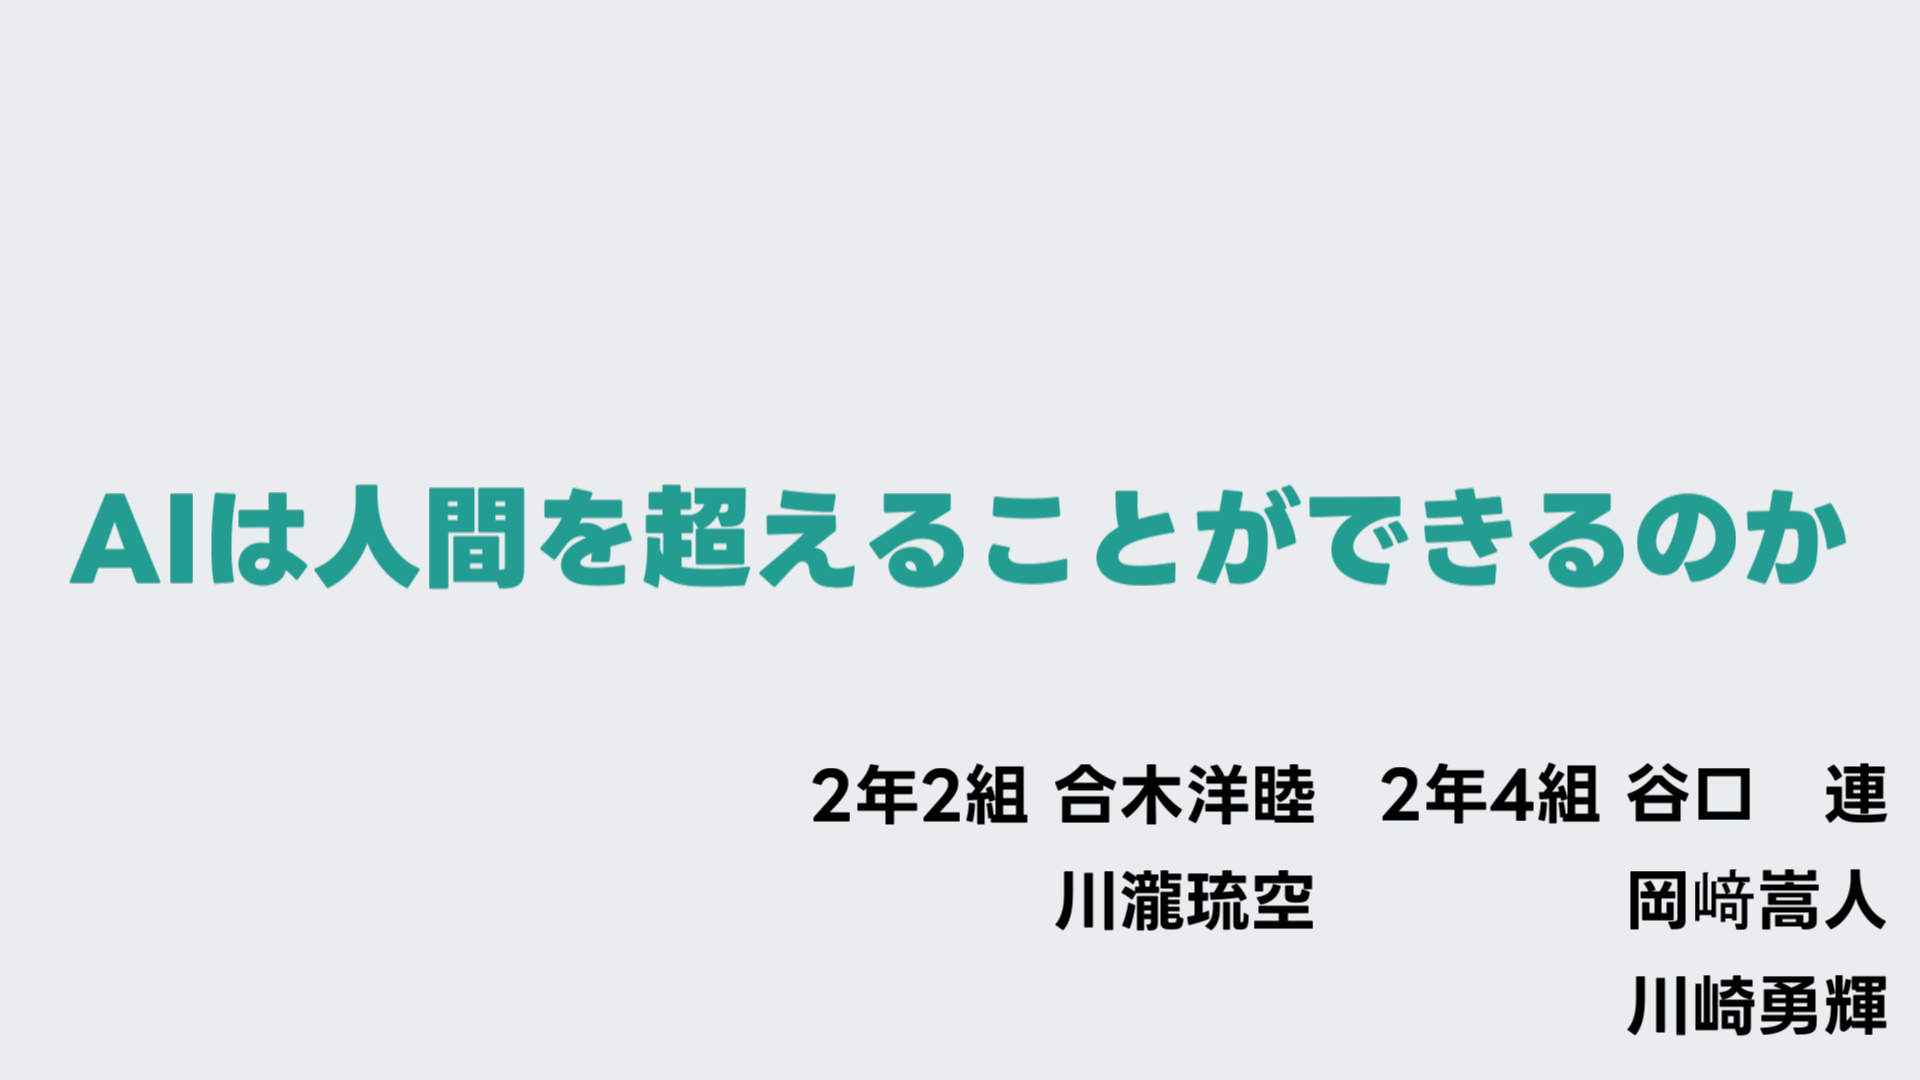 AIは人間を超えることができるのか
2年2組 合木洋睦　2年4組 谷口　連
川瀧琉空　岡﨑嵩人
川崎勇輝